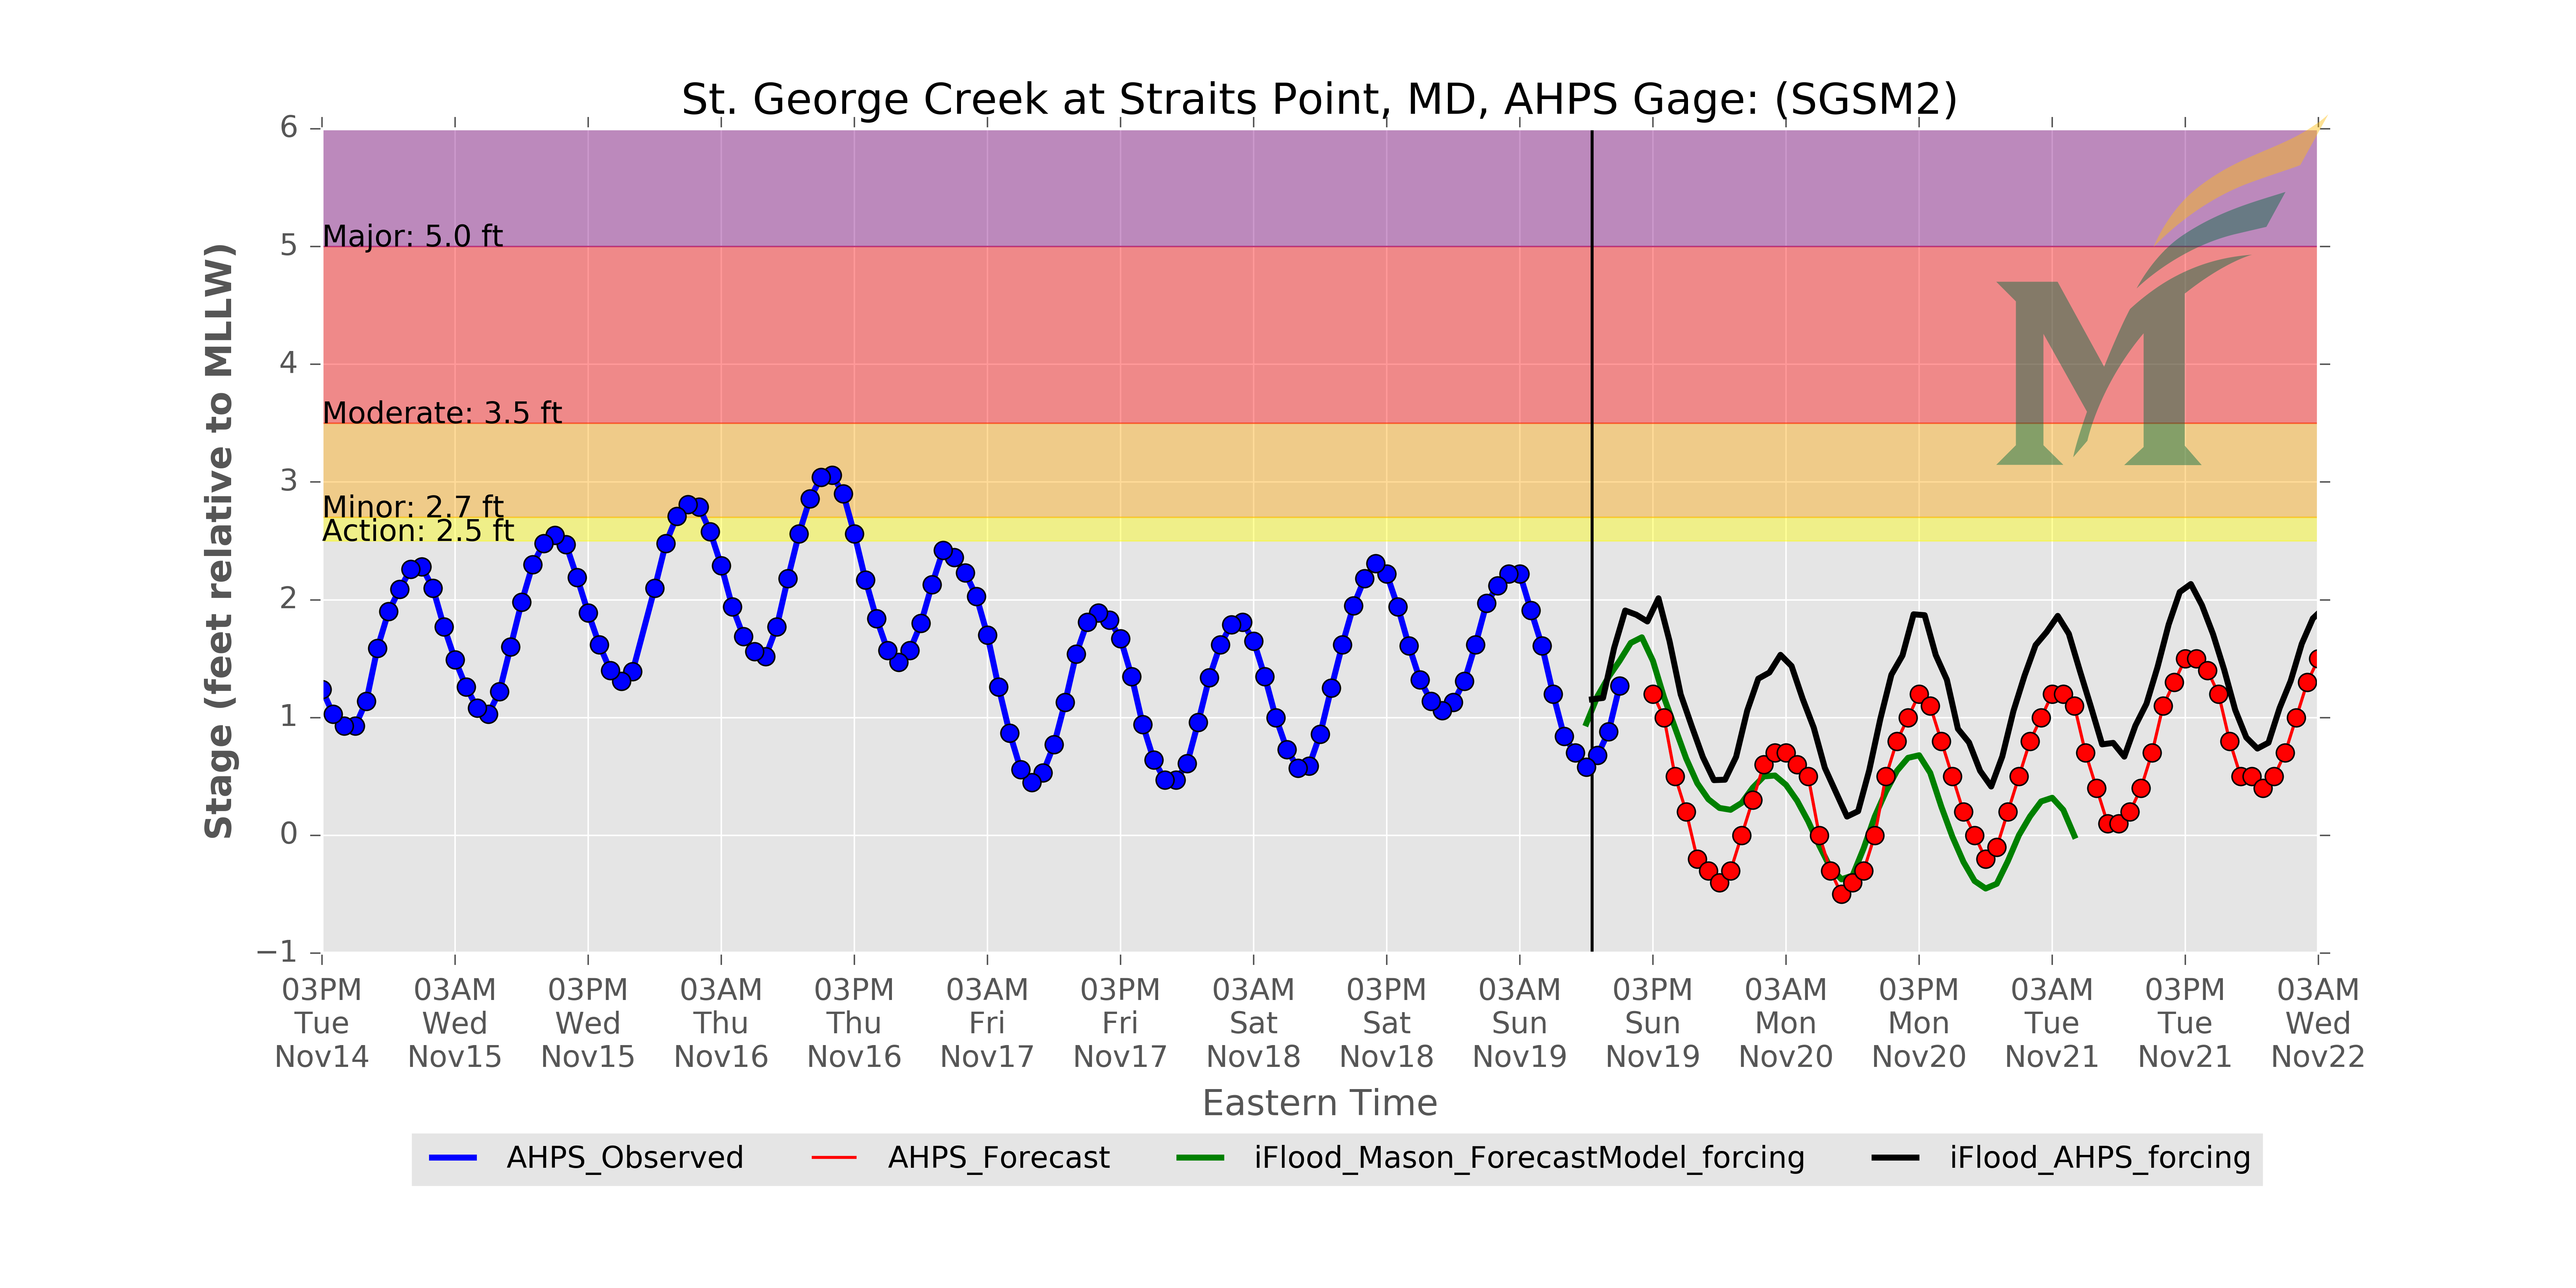 St. George Creek at Straits Point, MD, AHPS Gage: (SGSM2)
Stage (feet relative to MLLW)
6
5
4
3
2
1
0
−1
Major: 5.0 ft
Moderate: 3.5 ft
Minor: 2.7 ft
Action: 2.5 ft
M
03PM 03AM 03PM 03AM 03PM 03AM 03PM 03AM 03PM 03AM 03PM 03AM 03PM 03AM 03PM 03AM
Tue Wed Wed Thu Thu Fri Fri Sat Sat Sun Sun Mon Mon Tue Tue Wed
Nov14 Nov15 Nov15 Nov16 Nov16 Nov17 Nov17 Nov18 Nov18 Nov19 Nov19 Nov20 Nov20 Nov21 Nov21 Nov22
Eastern Time
AHPS_Observed AHPS_Forecast iFlood_Mason_ForecastModel_forcing iFlood_AHPS_forcing